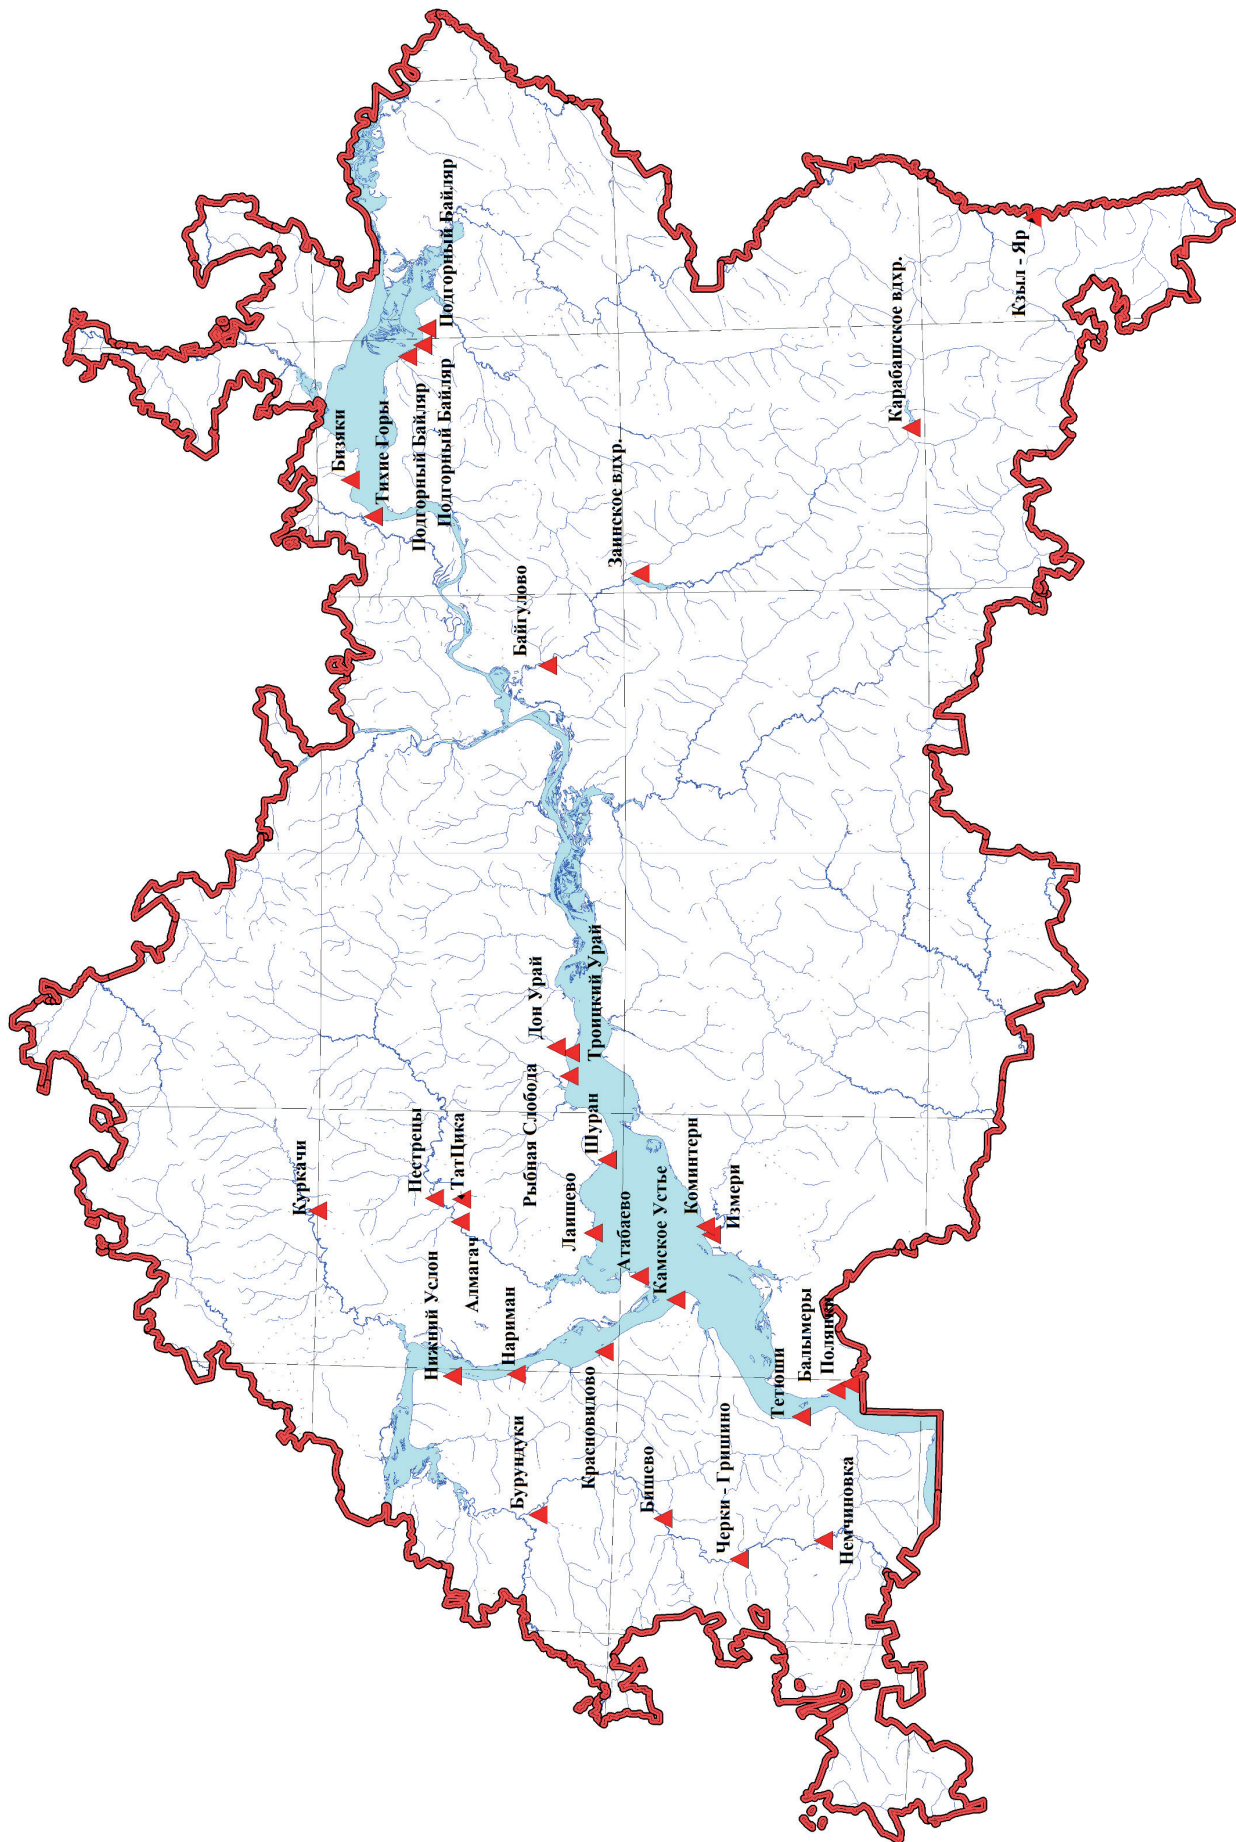 Куркачи
Пестрецы
ТатЦика
Алмагач
Нижний Услон
Нариман
Бурундуки
Красновидово
Бишево
Черки - Гришино
Немчиновка
Тетюши
Балымеры
Полянки
Камское Устье
Атабаево
Лаишево
Шуран
Коминтерн
Измери
Рыбная Слобода
Дон Урай
Троицкий Урай
Байгулово
Заинское вдхр.
Бизяки
Тихие Горы
Подгорный Байляр
Подгорный Байляр
Подгорный Байляр
Карабашское вдхр.
Кзыл - Яр